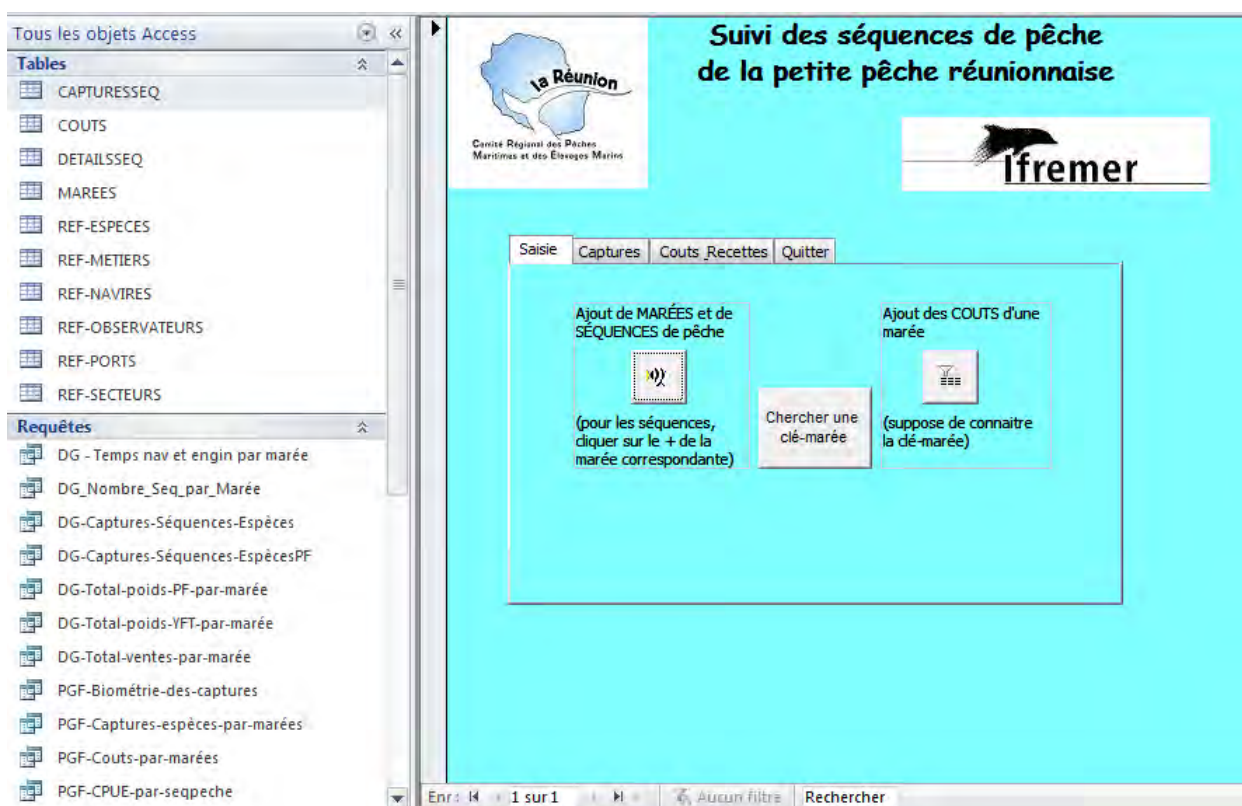 Tous les objets Access
Tables
CAPTURESSEQ
COUTS
DETAILSSEQ
MAREES
REF-ESPECES
REF-METIERS
REF-NAVIRES
REF-OBSERVATEURS
REF-PORTS
REF-SECTEURS
Requêtes
DG - Temps nav et engin par marée
DG_Nombre_Seq_par_Marée
DG-Captures-Séquences-Espèces
DG-Captures-Séquences-EspècesPF
DG-Total-poids-PF-par-marée
DG-Total-poids-YFT-par-marée
DG-Total-ventes-par-marée
PGF-Biométrie-des-captures
PGF-Captures-espèces-par-marées
PGF-Couts-par-marées
PGF-CPUE-par-seqpeche
la Réunion
Comité Régional des Pêches
Maritimes et des Élevages Marins
Suivi des séquences de pêche
de la petite pêche réunionnaise
Ifremer
Saisie Captures Couts_Recettes Quitter
Ajout de MARÉES et de
SÉQUENCES de pêche
(pour les séquences,
cliquer sur le + de la
marée correspondante)
Chercher une
clé-marée
Ajout des COUTS d'une
marée
(suppose de connaitre
la clé-marée)
Enr : 1 sur 1 Aucun filtre Rechercher